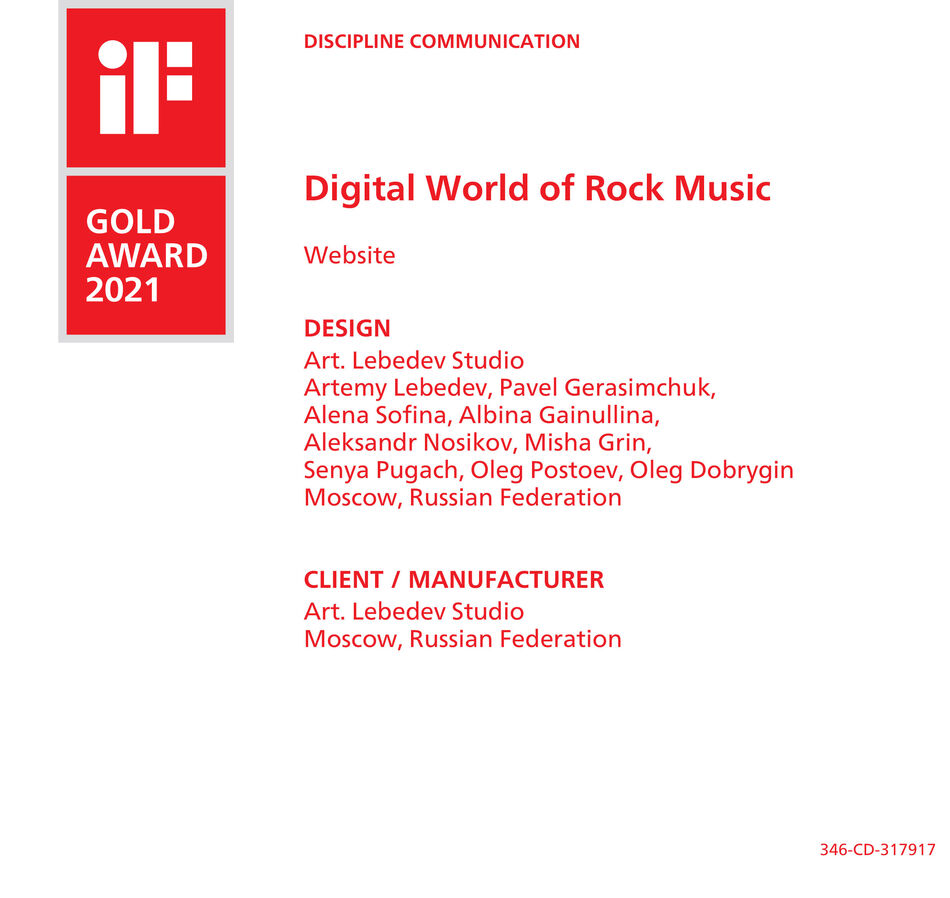 iF
GOLD
AWARD
2021
DISCIPLINE COMMUNICATION
Digital World of Rock Music
Website
DESIGN
Art. Lebedev Studio
Artemy Lebedev, Pavel Gerasimchuk,
Alena Sofina, Albina Gainullina,
Aleksandr Nosikov, Misha Grin,
Senya Pugach, Oleg Postoev, Oleg Dobrygin
Moscow, Russian Federation
CLIENT / MANUFACTURER
Art. Lebedev Studio
Moscow, Russian Federation
346-CD-317917